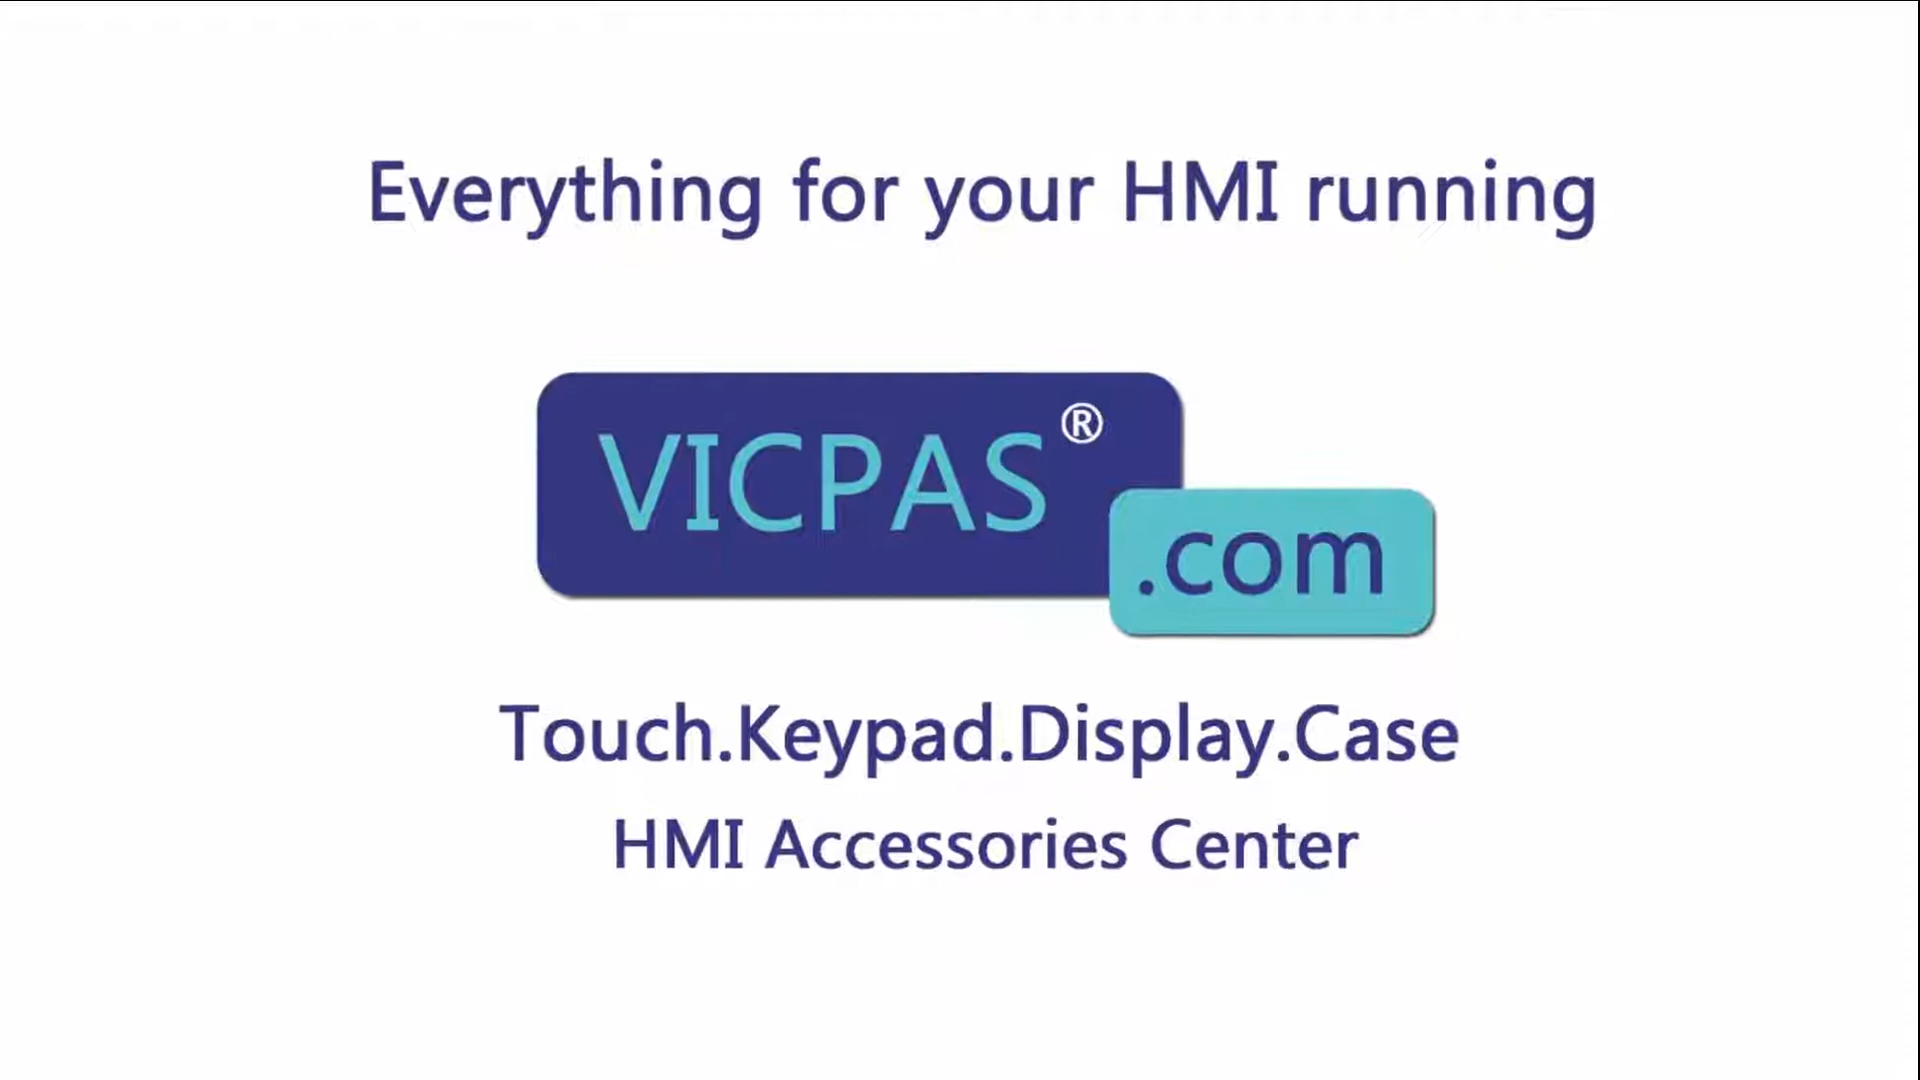 Everything for your HMI running
VICPAS®
.com
Touch.Keypad.Display.Case
HMI Accessories Center